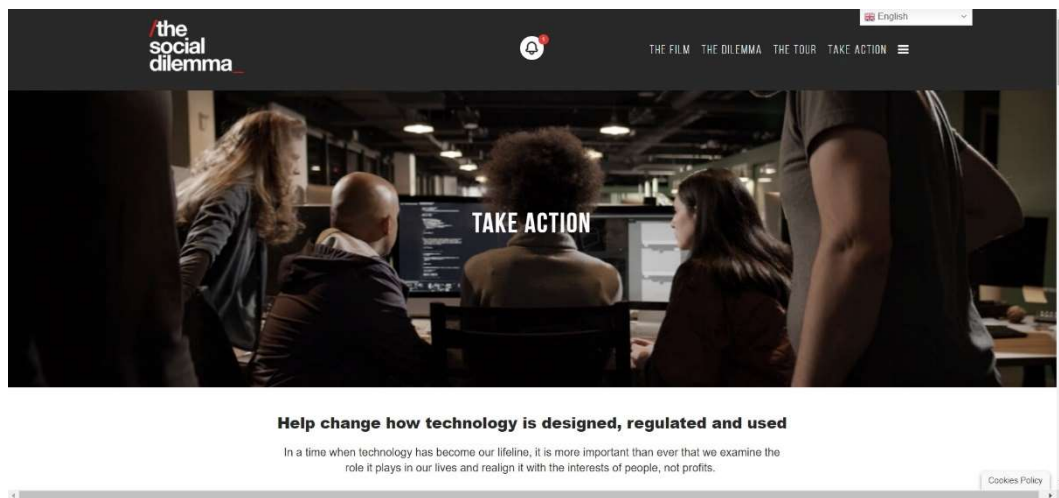 English
/the
social
dilemma_
1
THE FILM THE DILEMMA THE TOUR TAKE ACTION
TAKE ACTION
Help change how technology is designed, regulated and used
In a time when technology has become our lifeline, it is more important than ever that we examine the
role it plays in our lives and realign it with the interests of people, not profits.
Cookies Policy